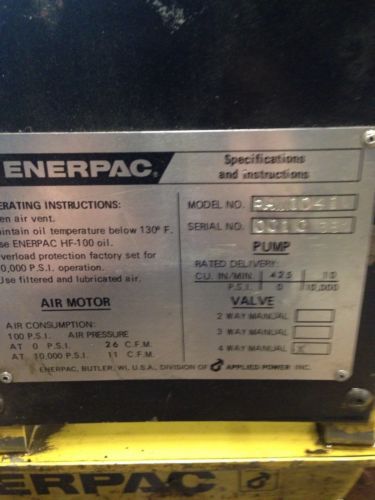 ENERPAC®
Specifications
and instructions
RATING INSTRUCTIONS:
en air vent.
intain oil temperature below 130° F.
se ENERPAC HF-100 oil.
verload protection factory set for
0,000 P.S.I. operation.
Use filtered and lubricated air.
AIR MOTOR
AIR CONSUMPTION:
100 P.S.I. AIR PRESSURE
AT 0 P.S.I. 26 C.F.M.
AT 10,000 P.S.I. 11 C.F.M.
MODEL NO.
SERIAL NO.
PUMP
RATED DELIVERY:
CU. IN/MIN. 425 10
P.S.I. 0 10,000
VALVE
2 WAY MANUAL
3 WAY MANUAL
4 WAY MANUAL X
ENERPAC, BUTLER, WI, U.S.A., DIVISION OF APPLIED POWER INC.
ERPAC